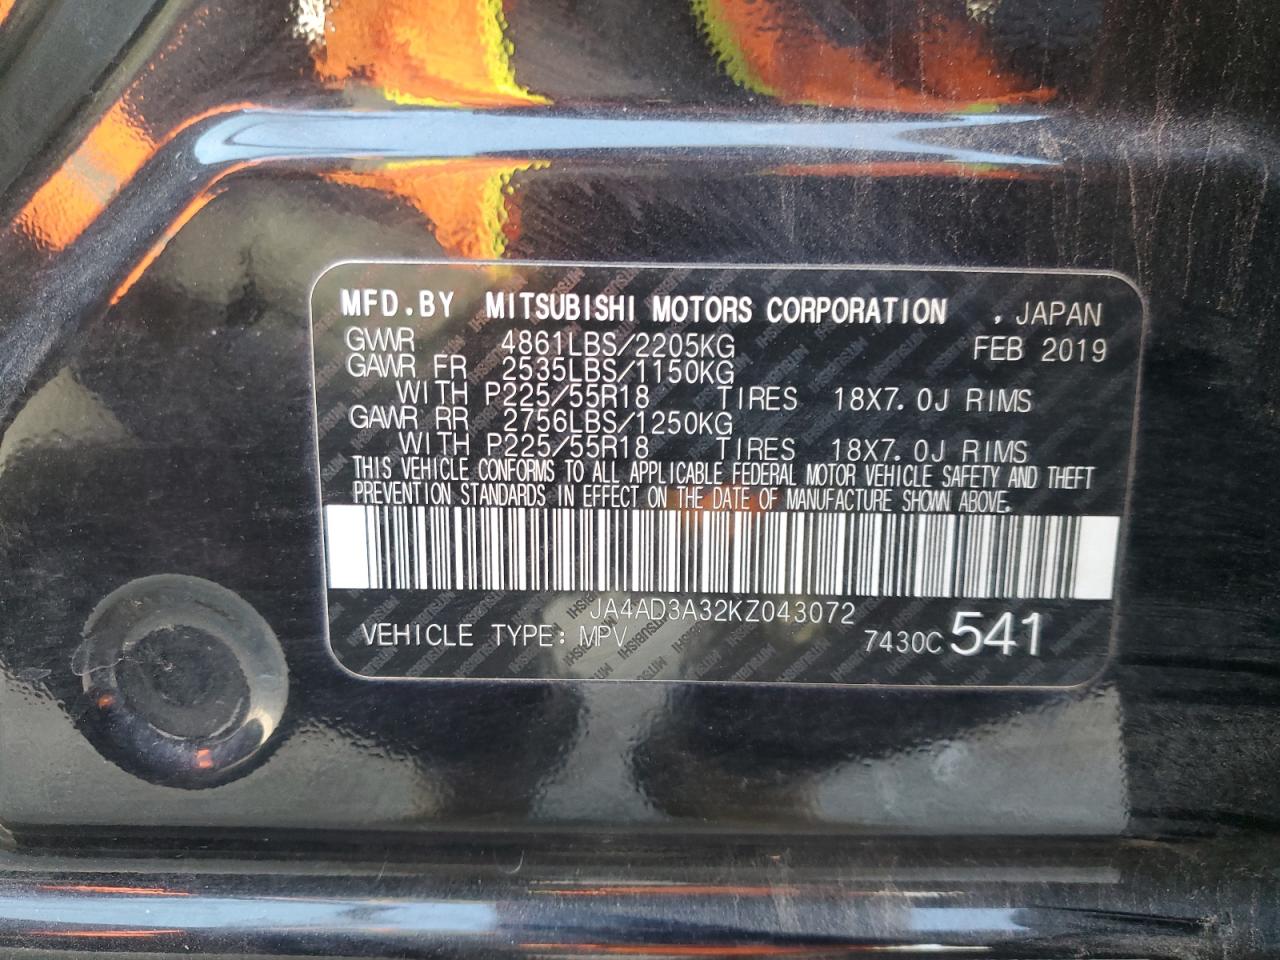 MFD.BY MITSUBISHI MOTORS CORPORATION , JAPAN
GVWR 4861LBS/2205KG FEB 2019
GAWR FR 2535LBS/1150KG
WITH P225/55R18 TIRES 18X7.0J RIMS
GAWR RR 2756LBS/1250KG
WITH P225/55R18 TIRES 18X7.0J RIMS
THIS VEHICLE CONFORMS TO ALL APPLICABLE FEDERAL MOTOR VEHICLE SAFETY AND THEFT
PREVENTION STANDARDS IN EFFECT ON THE DATE OF MANUFACTURE SHOWN ABOVE.
JA4AD3A32KZ043072
VEHICLE TYPE: MPV 7430C 541